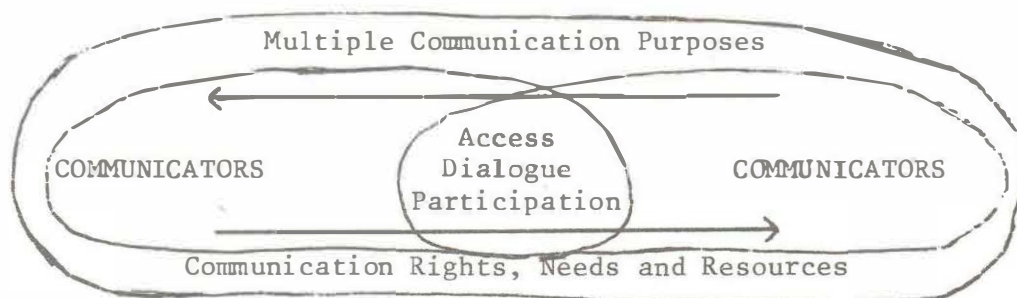 Multiple Communication Purposes
Access
COMMUNICATORS Dialogue COMMUNICATORS
Participation
Communication Rights, Needs and Resources